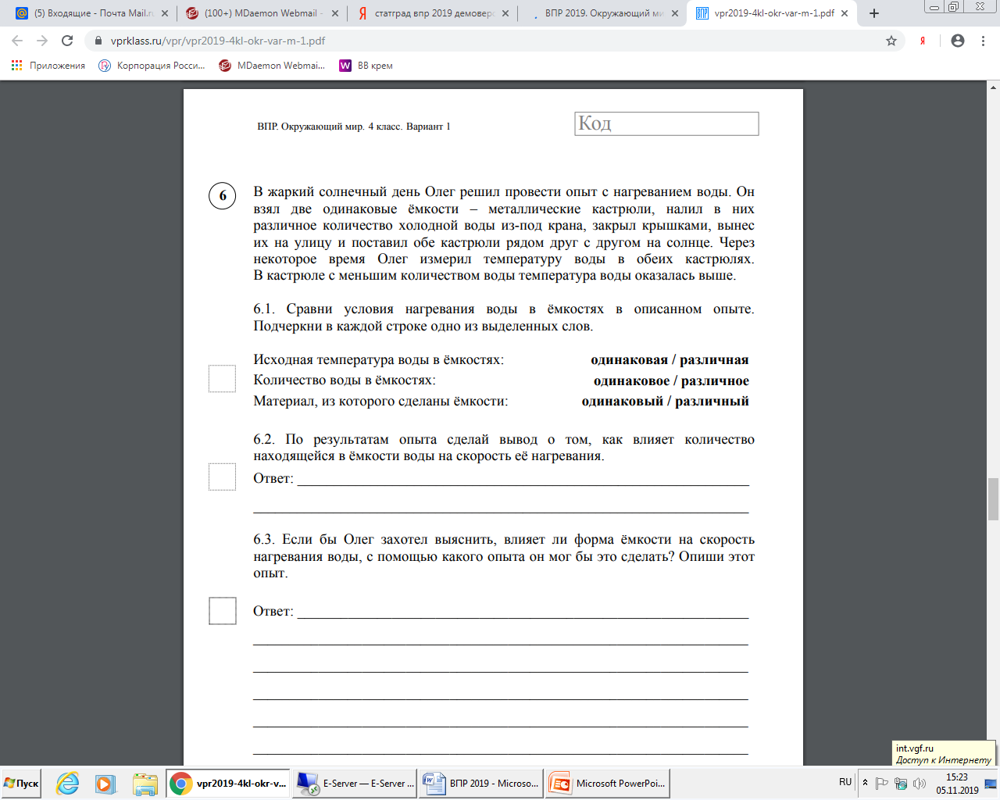 (5) Входящие - Почта Mail.ru
(100+) MDaemon Webmail -
статград впр 2019 демоверс
ВПР 2019. Окружающий ми
vpr2019-4kl-okr-var-m-1.pdf
vprklass.ru/vpr/vpr2019-4kl-okr-var-m-1.pdf
Приложения
Корпорация Росси...
MDaemon Webmai...
ВВ крем
ВПР. Окружающий мир. 4 класс. Вариант 1
Код
6
В жаркий солнечный день Олег решил провести опыт с нагреванием воды. Он
взял две одинаковые ёмкости – металлические кастрюли, налил в них
различное количество холодной воды из-под крана, закрыл крышками, вынес
их на улицу и поставил обе кастрюли рядом друг с другом на солнце. Через
некоторое время Олег измерил температуру воды в обеих кастрюлях.
В кастрюле с меньшим количеством воды температура воды оказалась выше.
6.1. Сравни условия нагревания воды в ёмкостях в описанном опыте.
Подчеркни в каждой строке одно из выделенных слов.
Исходная температура воды в ёмкостях: одинаковая / различная
Количество воды в ёмкостях: одинаковое / различное
Материал, из которого сделаны ёмкости: одинаковый / различный
6.2. По результатам опыта сделай вывод о том, как влияет количество
находящейся в ёмкости воды на скорость её нагревания.
Ответ:
6.3. Если бы Олег захотел выяснить, влияет ли форма ёмкости на скорость
нагревания воды, с помощью какого опыта он мог бы это сделать? Опиши этот
опыт.
Ответ:
int.vgf.ru
Доступ к Интернету
Пуск
vpr2019-4kl-okr-v...
E-Server — E-Server ...
ВПР 2019 - Microso...
Microsoft PowerPoi...
RU
15:23
05.11.2019